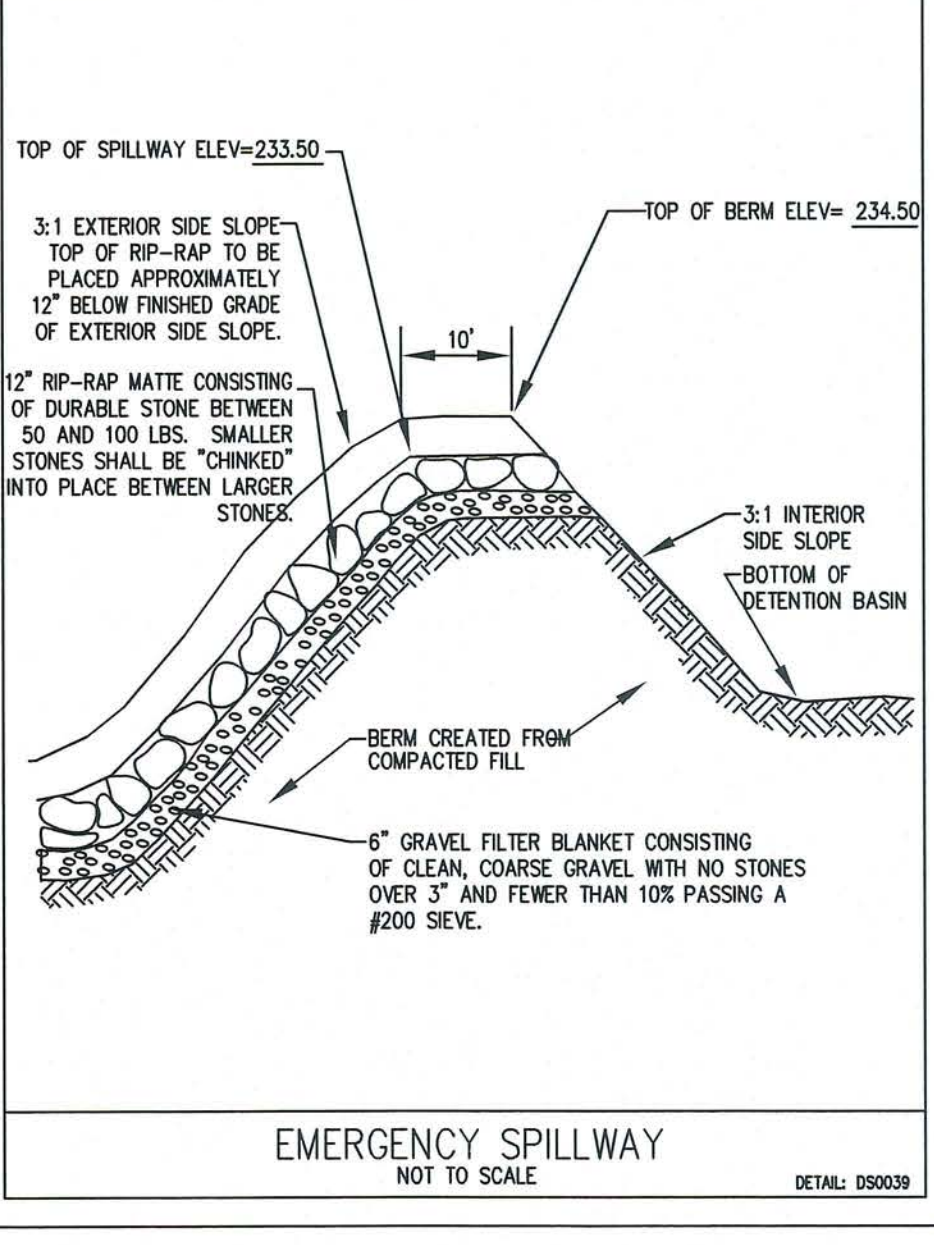 TOP OF SPILLWAY ELEV=233.50
3:1 EXTERIOR SIDE SLOPE
TOP OF RIP-RAP TO BE
PLACED APPROXIMATELY
12" BELOW FINISHED GRADE
OF EXTERIOR SIDE SLOPE.
12" RIP-RAP MATTE CONSISTING
OF DURABLE STONE BETWEEN
50 AND 100 LBS. SMALLER
STONES SHALL BE "CHINKED"
INTO PLACE BETWEEN LARGER
STONES.
TOP OF BERM ELEV= 234.50
10'
3:1 INTERIOR
SIDE SLOPE
BOTTOM OF
DETENTION BASIN
BERM CREATED FROM
COMPACTED FILL
6" GRAVEL FILTER BLANKET CONSISTING
OF CLEAN, COARSE GRAVEL WITH NO STONES
OVER 3" AND FEWER THAN 10% PASSING A
#200 SIEVE.
EMERGENCY SPILLWAY
NOT TO SCALE
DETAIL: DS0039